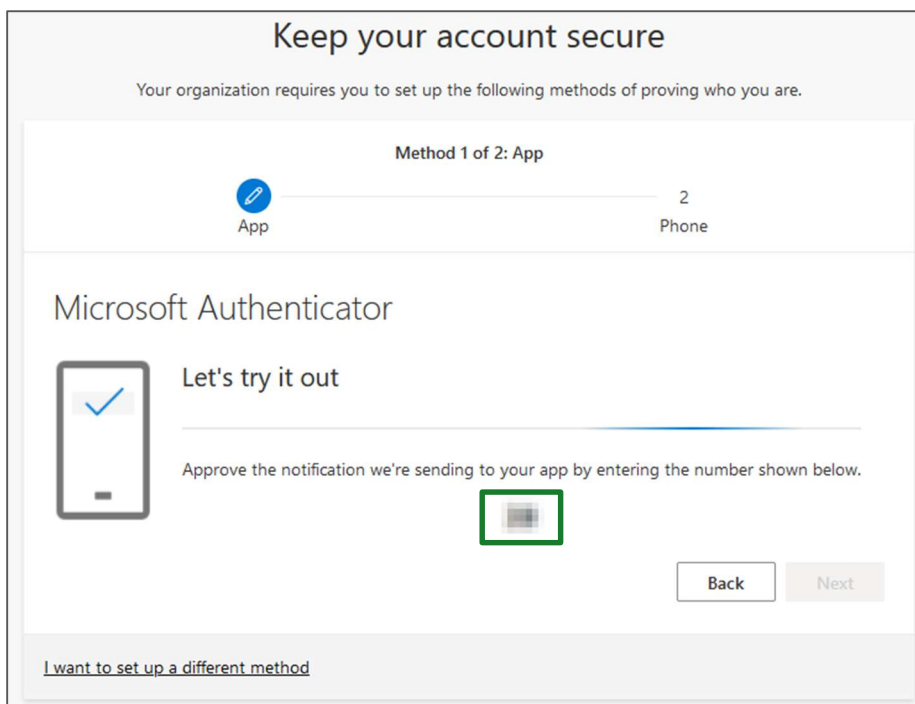 Keep your account secure
Your organization requires you to set up the following methods of proving who you are.
Method 1 of 2: App
2
App
Phone
Microsoft Authenticator
Let's try it out
Approve the notification we're sending to your app by entering the number shown below.
Back
Next
I want to set up a different method